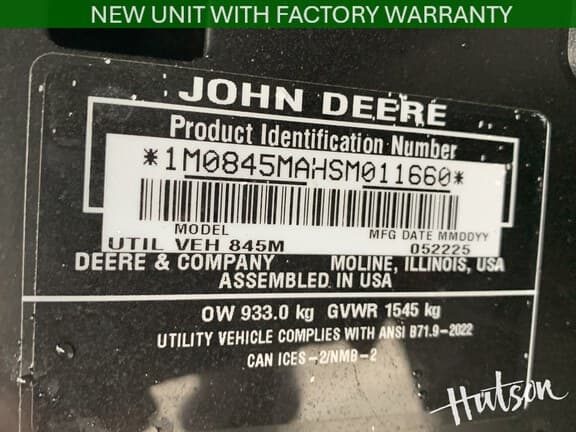 NEW UNIT WITH FACTORY WARRANTY
JOHN DEERE
Product Identification Number
*1M0845MAHSM011660*
MODEL MFG DATE MMDDYY
UTIL VEH 845M 052225
DEERE & COMPANY MOLINE, ILLINOIS, USA
ASSEMBLED IN USA
OW 933.0 kg GVWR 1545 kg
UTILITY VEHICLE COMPLIES WITH ANSI B71.9-2022
CAN ICES-2/NMB-2
Hutson